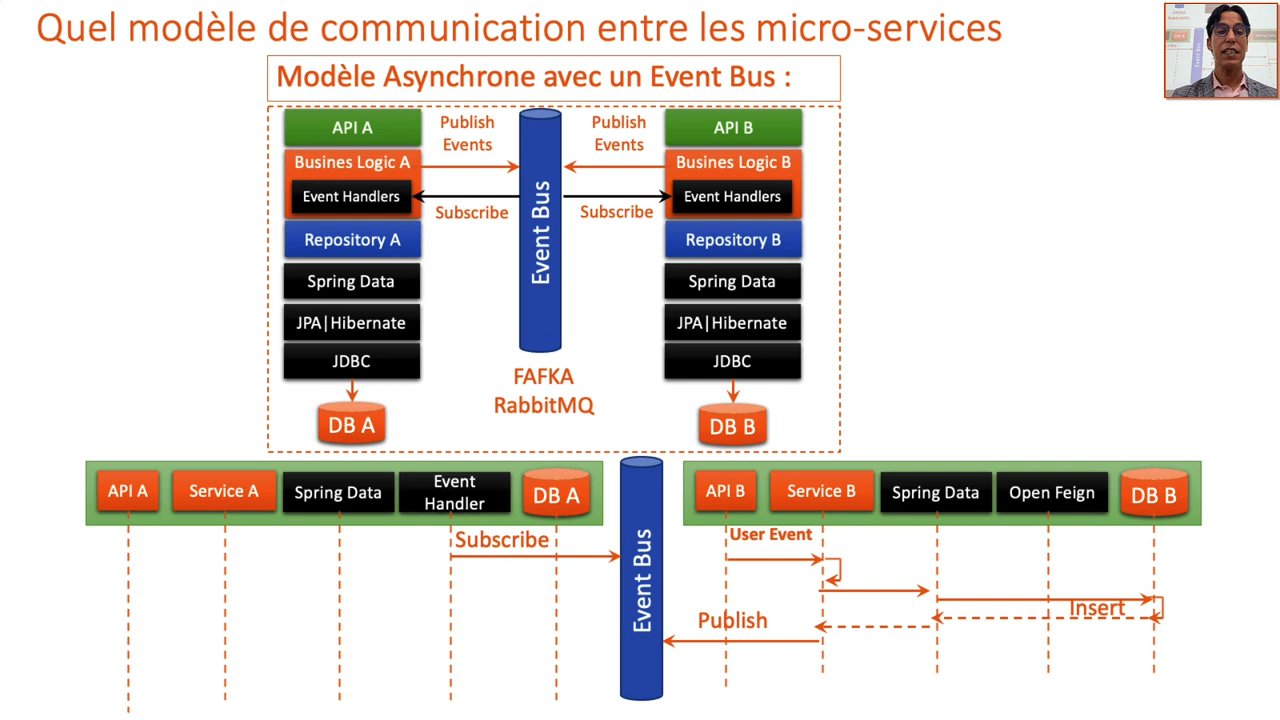 Quel modèle de communication entre les micro-services
Modèle Asynchrone avec un Event Bus :
API A
Publish
Events
Publish
Events
API B
Busines Logic A
Busines Logic B
Event Handlers
Event Handlers
Subscribe
Subscribe
Event Bus
Repository A
Repository B
Spring Data
Spring Data
JPA|Hibernate
JPA|Hibernate
JDBC
JDBC
FAFKA
RabbitMQ
DB A
DB B
API A
Service A
Spring Data
Event
Handler
DB A
Event Bus
API B
Service B
Spring Data
Open Feign
DB B
Subscribe
User Event
Insert
Publish